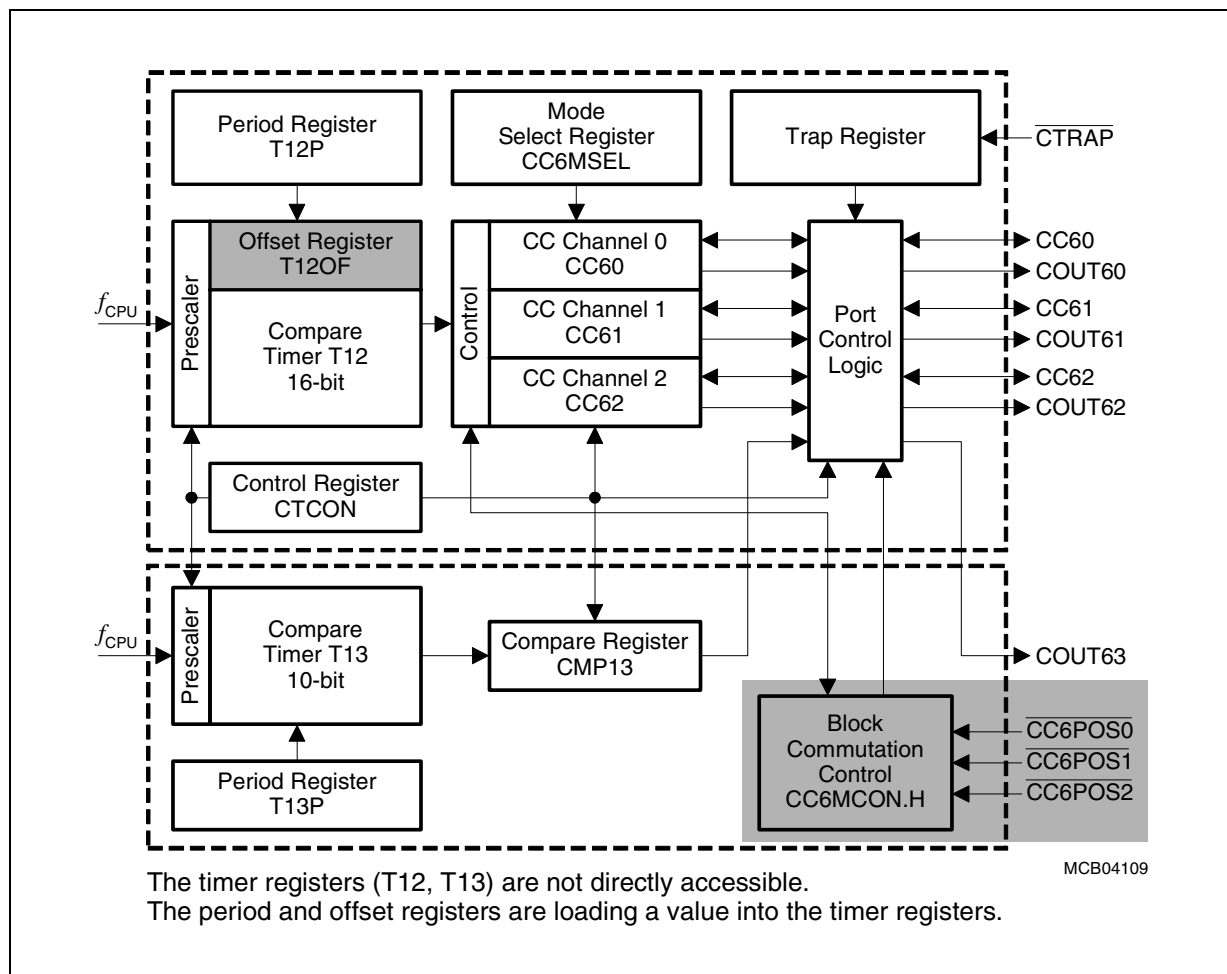 Period Register
T12P
Mode
Select Register
CC6MSEL
Trap Register
CTRAP
Prescaler
Offset Register
T12OF
Compare
Timer T12
16-bit
fCPU
Control
CC Channel 0
CC60
CC Channel 1
CC61
CC Channel 2
CC62
Port
Control
Logic
CC60
COUT60
CC61
COUT61
CC62
COUT62
Control Register
CTCON
fCPU
Prescaler
Compare
Timer T13
10-bit
Compare Register
CMP13
COUT63
Period Register
T13P
Block
Commutation
Control
CC6MCON.H
CC6POS0
CC6POS1
CC6POS2
MCB04109
The timer registers (T12, T13) are not directly accessible.
The period and offset registers are loading a value into the timer registers.